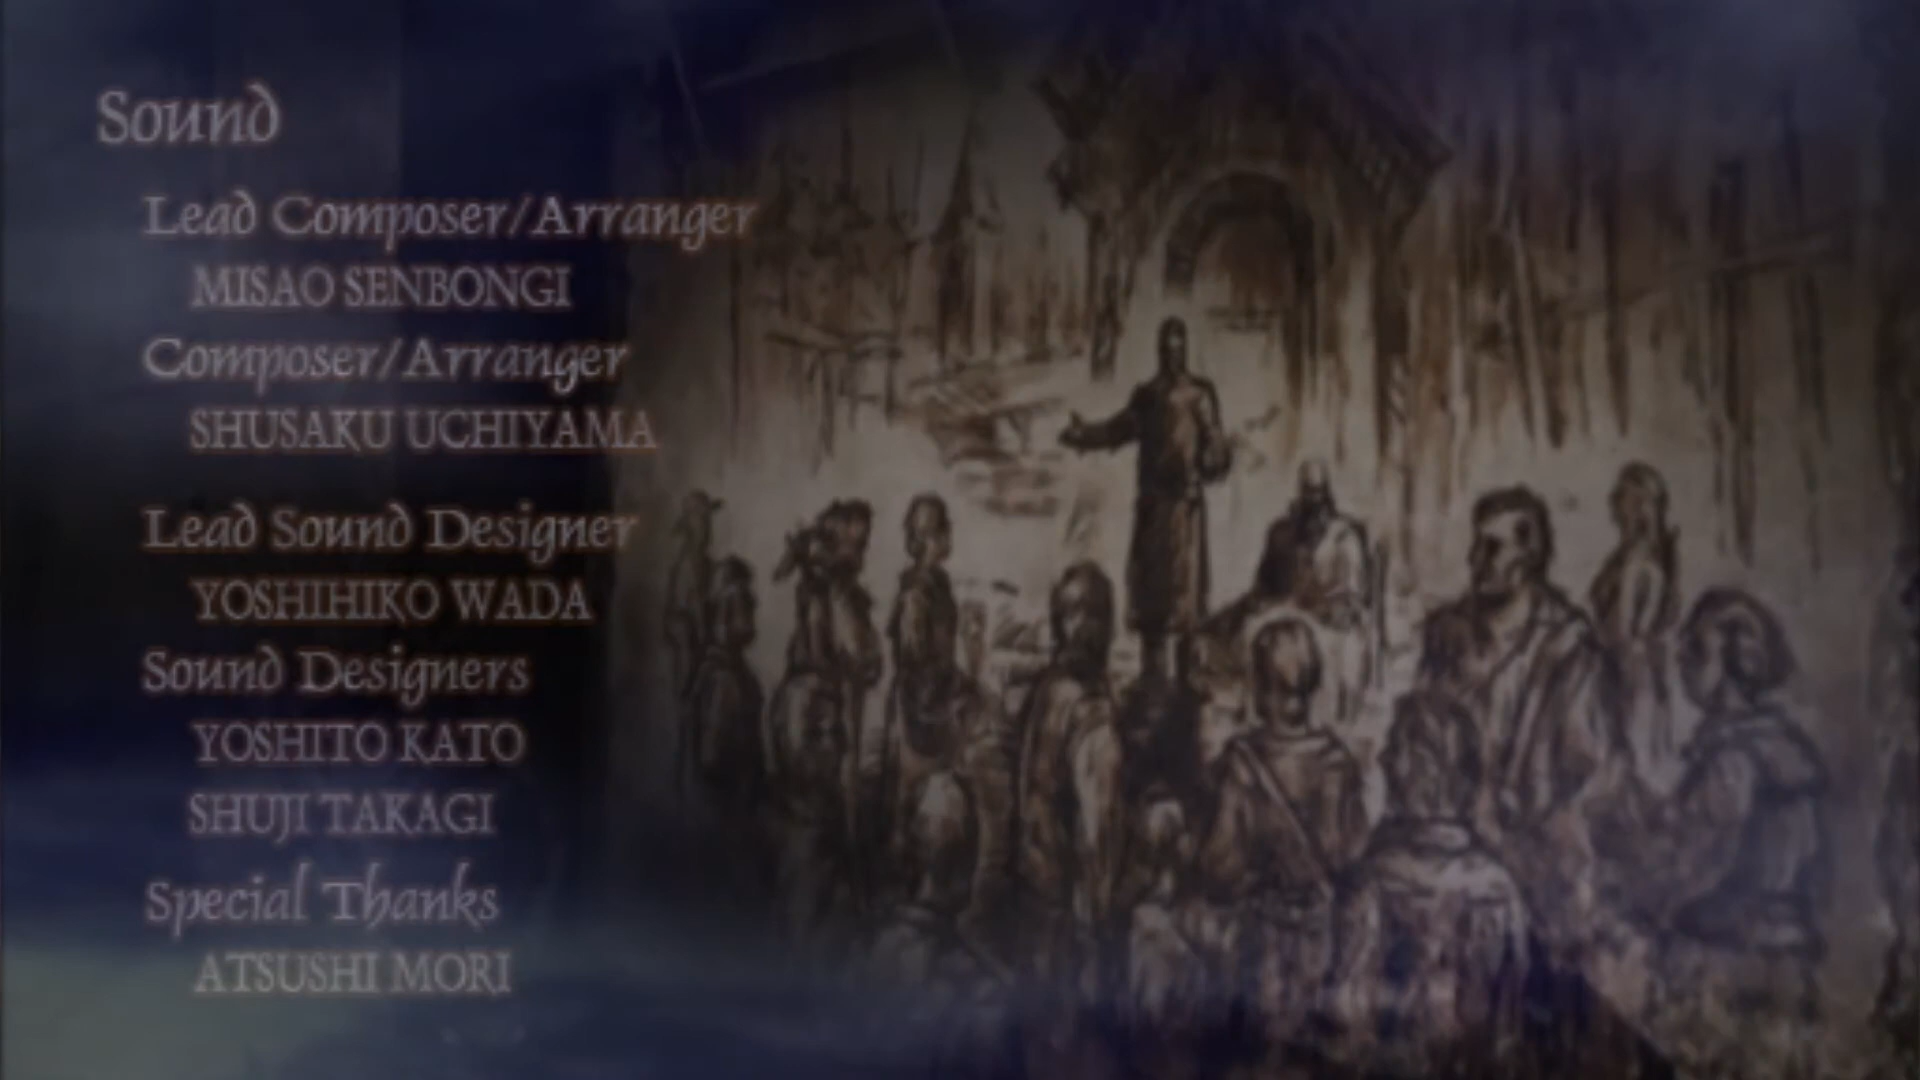 Sound
Lead Composer/Arranger
MISAO SENBONGI
Composer/Arranger
SHUSAKU UCHIYAMA
Lead Sound Designer
YOSHIHIKO WADA
Sound Designers
YOSHITO KATO
SHUJI TAKAGI
Special Thanks
ATSUSHI MORI